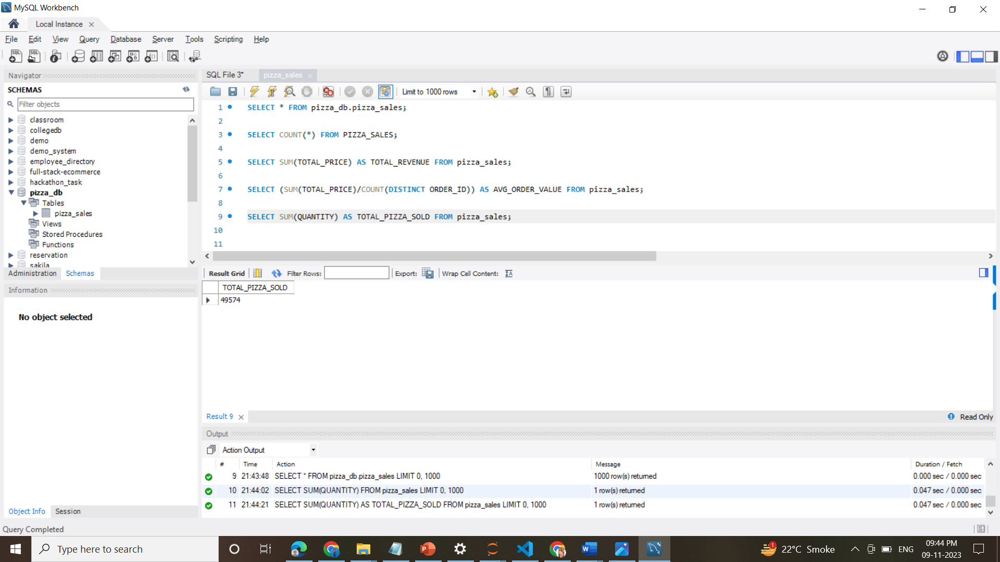 MySQL Workbench
Local Instance
File Edit View Query Database Server Tools Scripting Help
Navigator
SCHEMAS
Filter objects
classroom
collegedb
demo
demo_system
employee_directory
full-stack-ecommerce
hackathon_task
pizza_db
Tables
pizza_sales
Views
Stored Procedures
Functions
reservation
sakila
Administration Schemas
Information
No object selected
Object Info Session
SQL File 3* pizza_sales
Limit to 1000 rows
1 SELECT * FROM pizza_db.pizza_sales;
2
3 SELECT COUNT(*) FROM PIZZA_SALES;
4
5 SELECT SUM(TOTAL_PRICE) AS TOTAL_REVENUE FROM pizza_sales;
6
7 SELECT (SUM(TOTAL_PRICE)/COUNT(DISTINCT ORDER_ID)) AS AVG_ORDER_VALUE FROM pizza_sales;
8
9 SELECT SUM(QUANTITY) AS TOTAL_PIZZA_SOLD FROM pizza_sales;
10
11
Result Grid Filter Rows: Export: Wrap Cell Content:
TOTAL_PIZZA_SOLD
49574
Result 9 Read Only
Output
Action Output
# Time Action Message Duration / Fetch
9 21:43:48 SELECT * FROM pizza_db.pizza_sales LIMIT 0, 1000 1000 row(s) returned 0.000 sec / 0.000 sec
10 21:44:02 SELECT SUM(QUANTITY) FROM pizza_sales LIMIT 0, 1000 1 row(s) returned 0.047 sec / 0.000 sec
11 21:44:21 SELECT SUM(QUANTITY) AS TOTAL_PIZZA_SOLD FROM pizza_sales LIMIT 0, 1000 1 row(s) returned 0.047 sec / 0.000 sec
Query Completed
Type here to search
1 22°C Smoke ENG
09:44 PM
09-11-2023